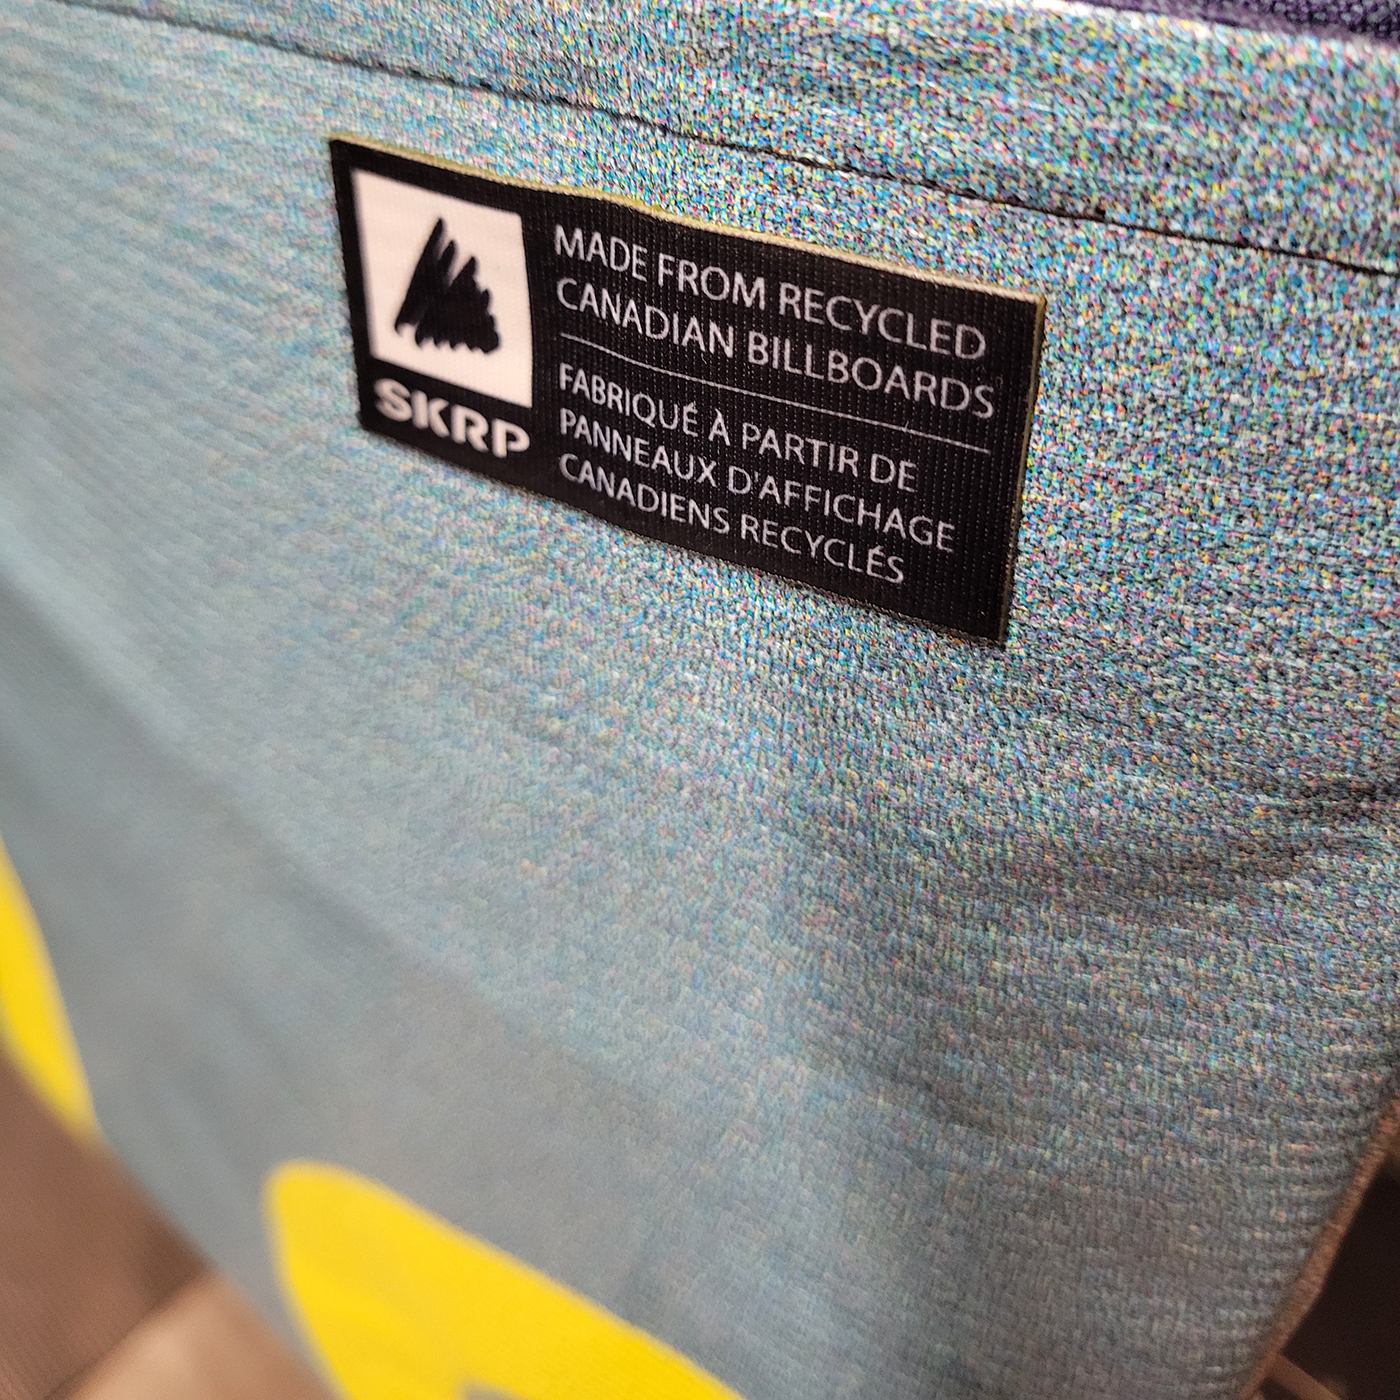 SKRP
MADE FROM RECYCLED
CANADIAN BILLBOARDS
FABRIQUÉ À PARTIR DE
PANNEAUX D'AFFICHAGE
CANADIENS RECYCLÉS